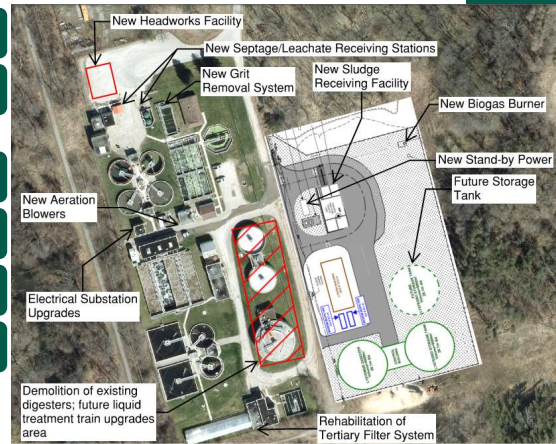 New Headworks Facility
New Septage/Leachate Receiving Stations
New Grit
Removal System
New Sludge
Receiving Facility
New Biogas Burner
New Stand-by Power
Future Storage
Tank
New Aeration
Blowers
Electrical Substation
Upgrades
Demolition of existing
digesters; future liquid
treatment train upgrades
area
Rehabilitation of
Tertiary Filter System